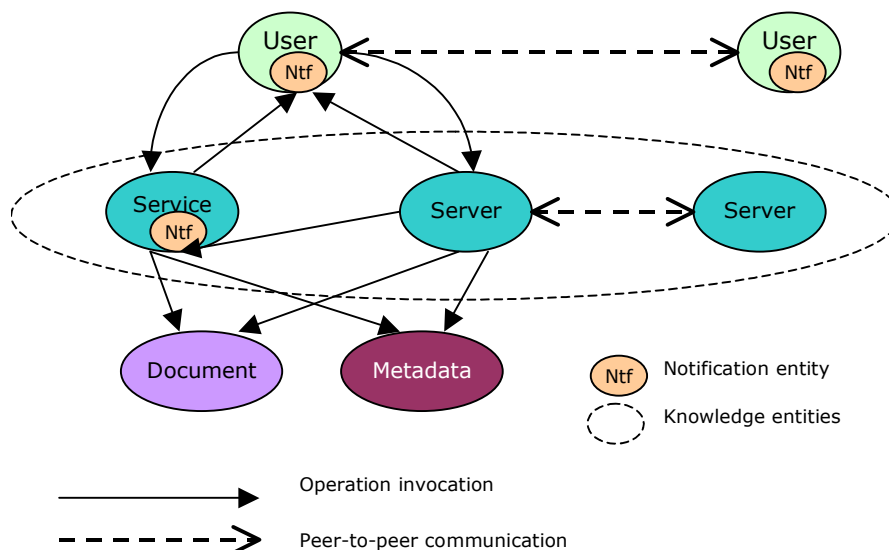 User
Ntf
User
Ntf
Service
Ntf
Server
Server
Document
Metadata
Ntf
Notification entity
Knowledge entities
Operation invocation
Peer-to-peer communication